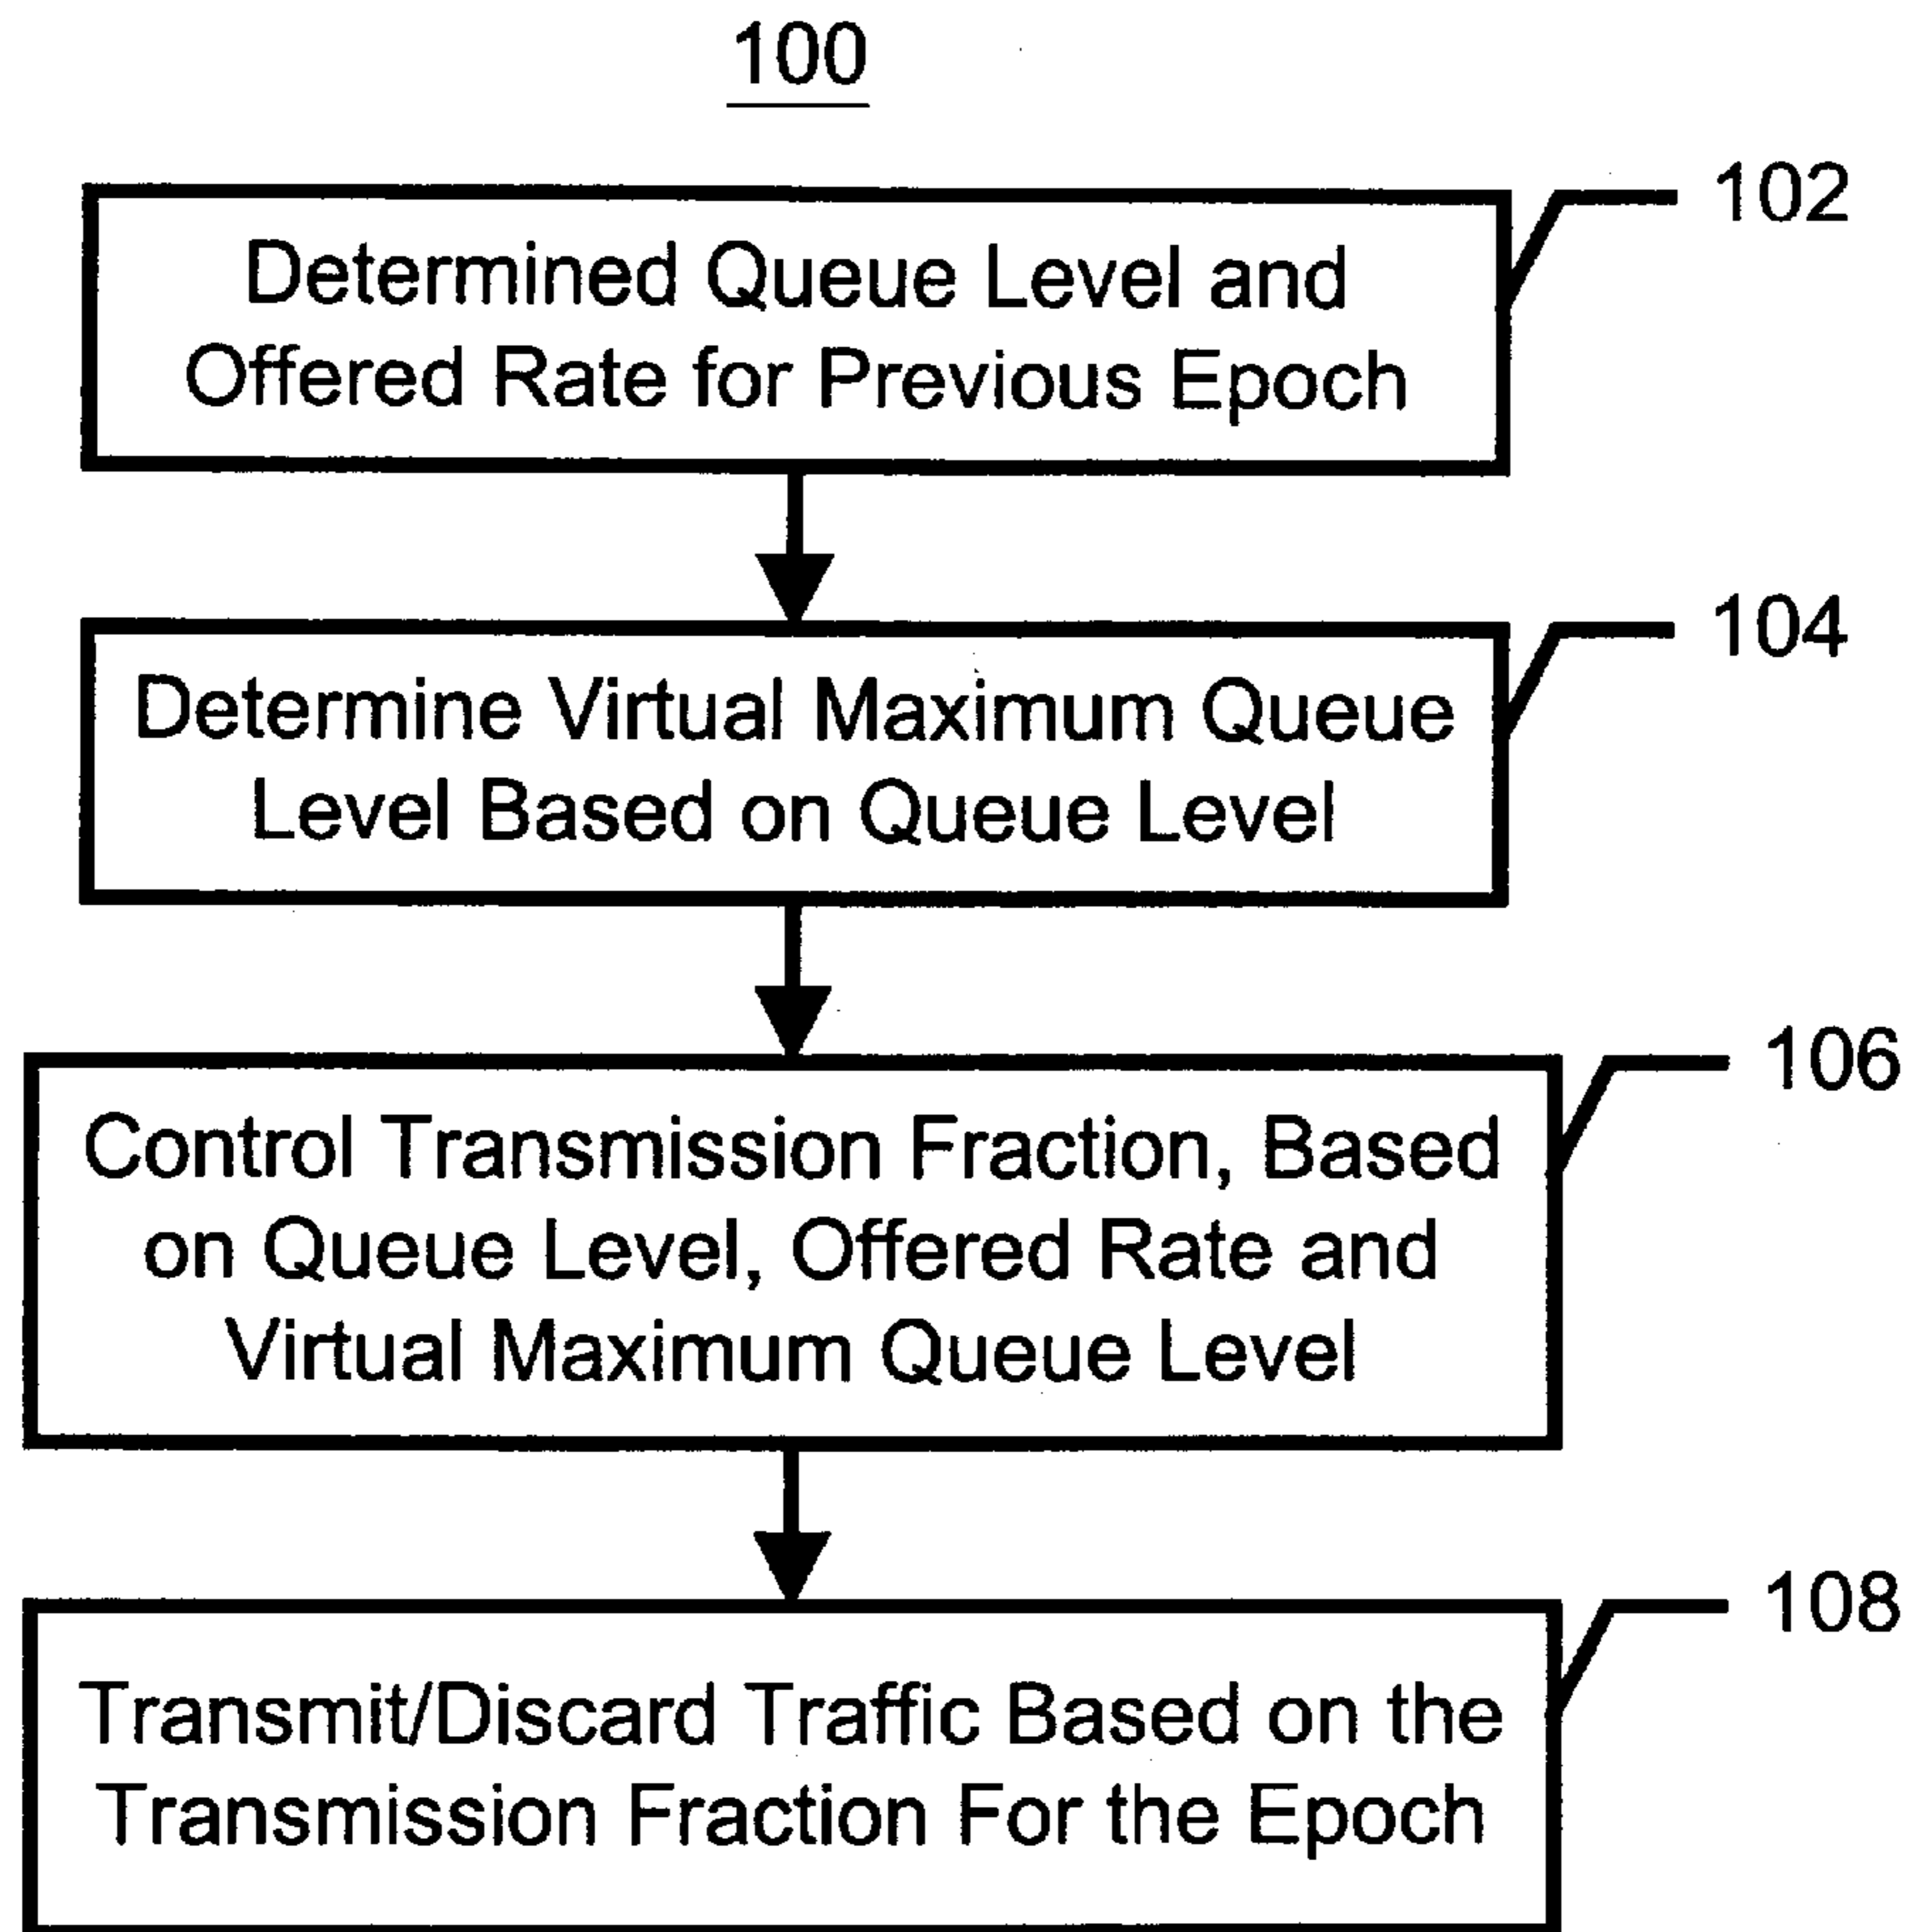 100
102
Determined Queue Level and
Offered Rate for Previous Epoch
104
Determine Virtual Maximum Queue
Level Based on Queue Level
106
Control Transmission Fraction, Based
on Queue Level, Offered Rate and
Virtual Maximum Queue Level
108
Transmit/Discard Traffic Based on the
Transmission Fraction For the Epoch